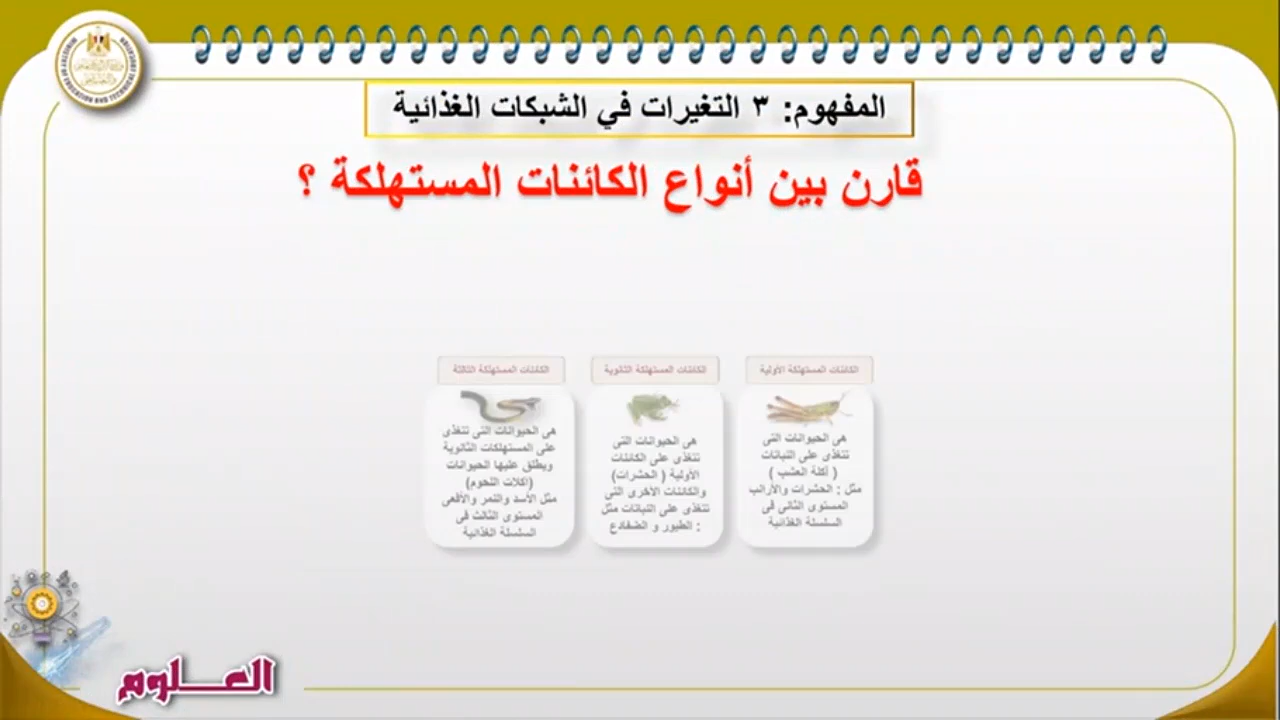 المفهوم: ٣ التغيرات في الشبكات الغذائية
قارن بين أنواع الكائنات المستهلكة ؟
الكائنات المستهلكة الأولية
هى الحيوانات التى
تتغذى على النباتات
( أكلة العشب )
مثل : الحشرات والأرانب
المستوى الثانى فى
السلسلة الغذائية
الكائنات المستهلكة الثانوية
هى الحيوانات التى
تتغذى على الكائنات
الأولية ( الحشرات)
والكائنات الأخرى التى
تتغذى على النباتات مثل
: الطيور و الضفادع
الكائنات المستهلكة الثالثة
هى الحيوانات التى تتغذى
على المستهلكات الثانوية
ويطلق عليها الحيوانات
(اكلات اللحوم)
مثل الأسد والنمر والأفعى
المستوى الثالث فى
السلسلة الغذائية
العلوم